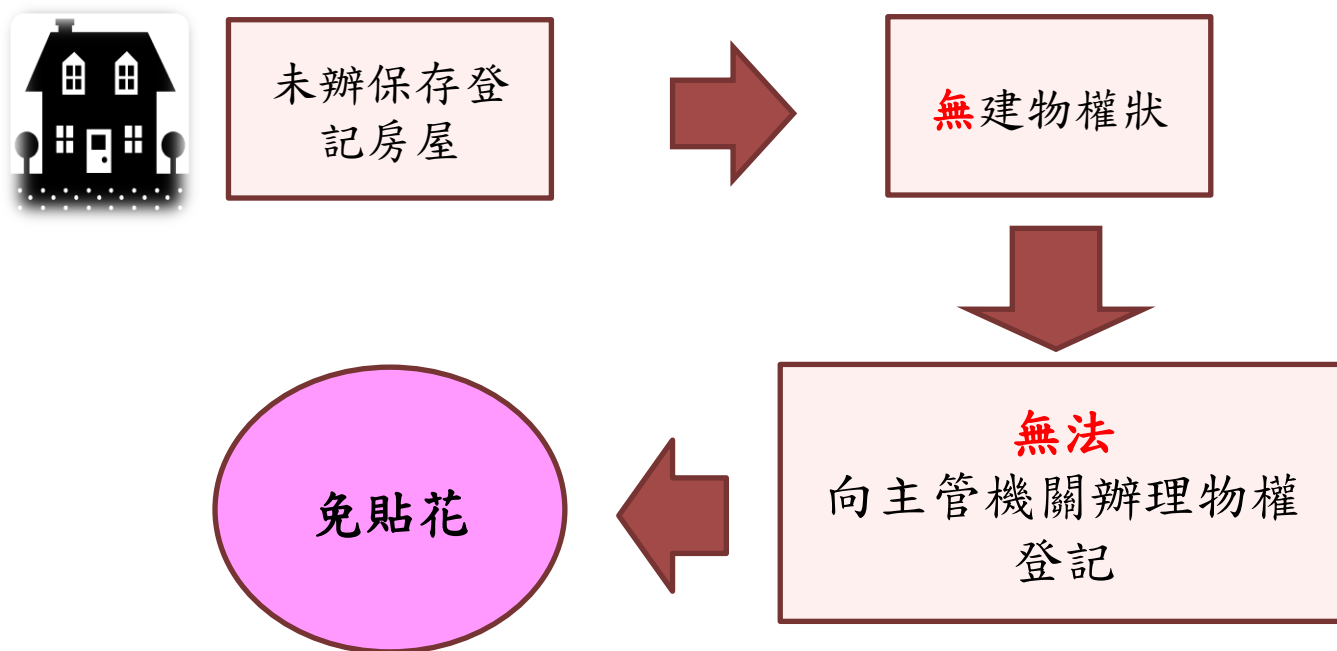 未辦保存登
記房屋
無建物權狀
無法
向主管機關辦理物權
登記
免貼花